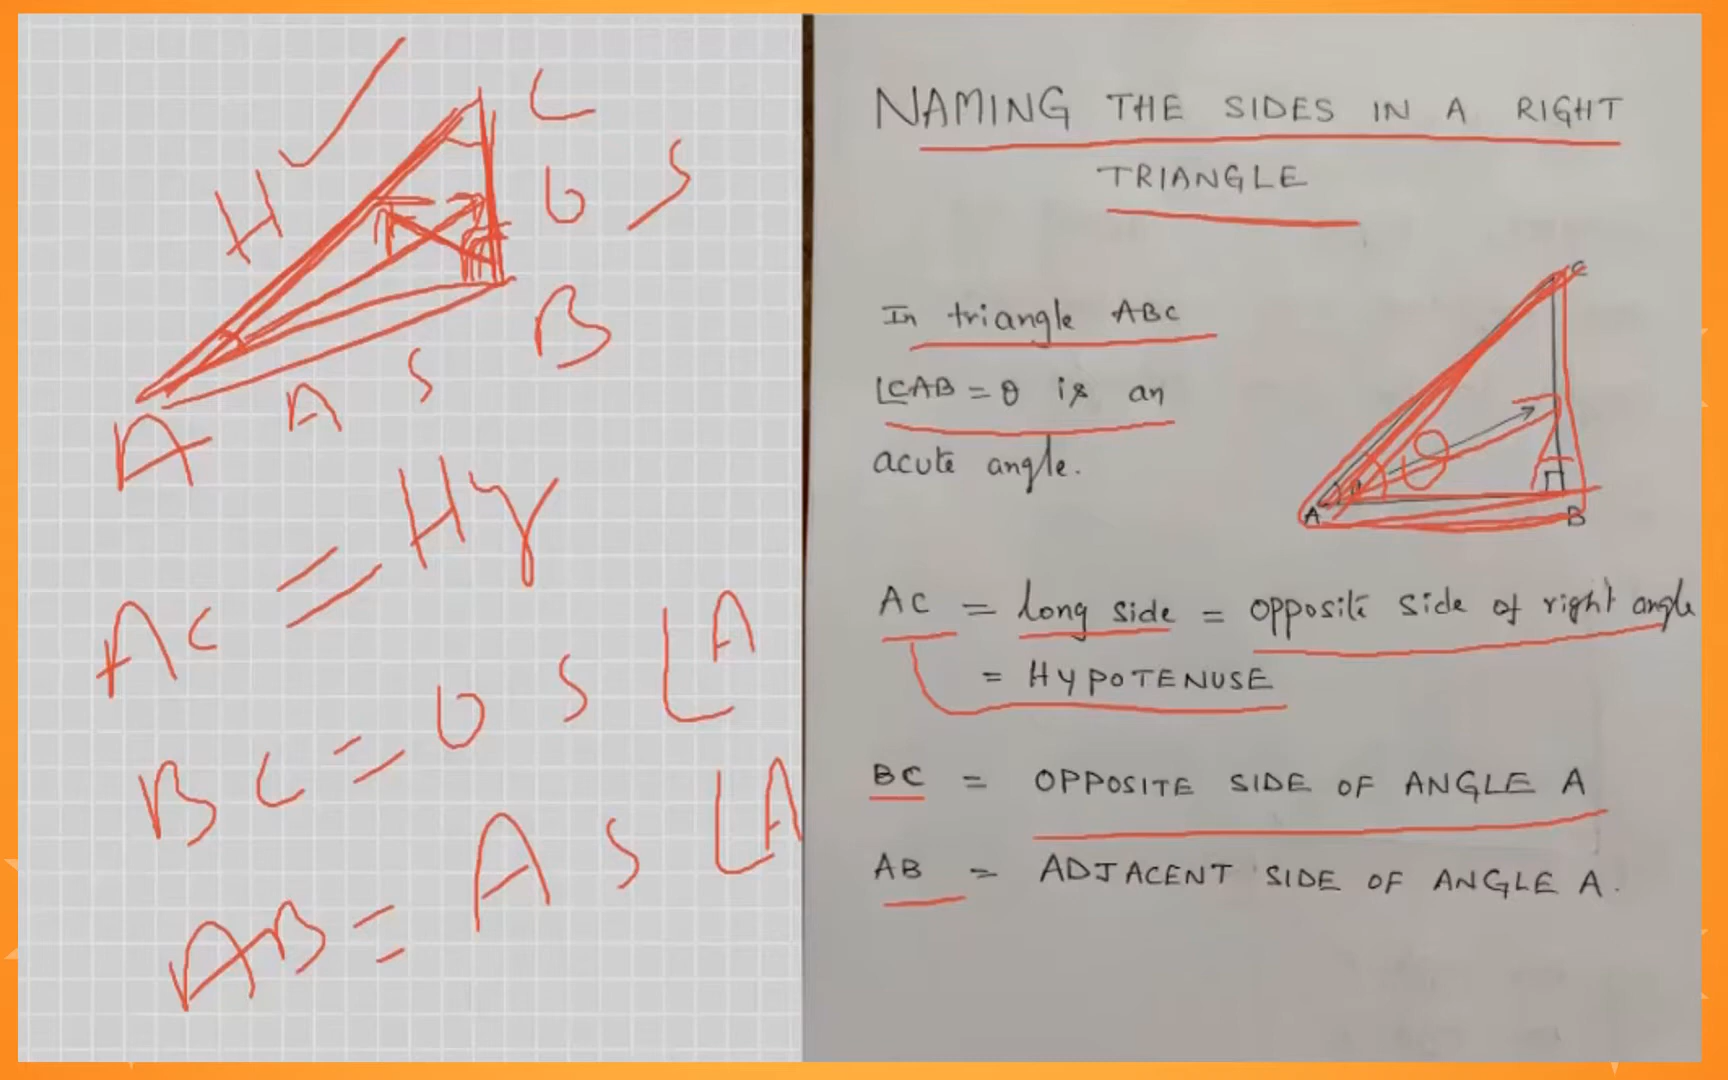 H
C
O S
B
A S
A
AC = Hy
BC = O S ∠A
AB = A S ∠A
NAMING THE SIDES IN A RIGHT
TRIANGLE
In triangle ABC
∠CAB = θ is an
acute angle.
C
θ
θ
A
B
AC = Long side = opposite side of right angle
= HYPOTENUSE
BC = OPPOSITE SIDE OF ANGLE A
AB = ADJACENT SIDE OF ANGLE A.